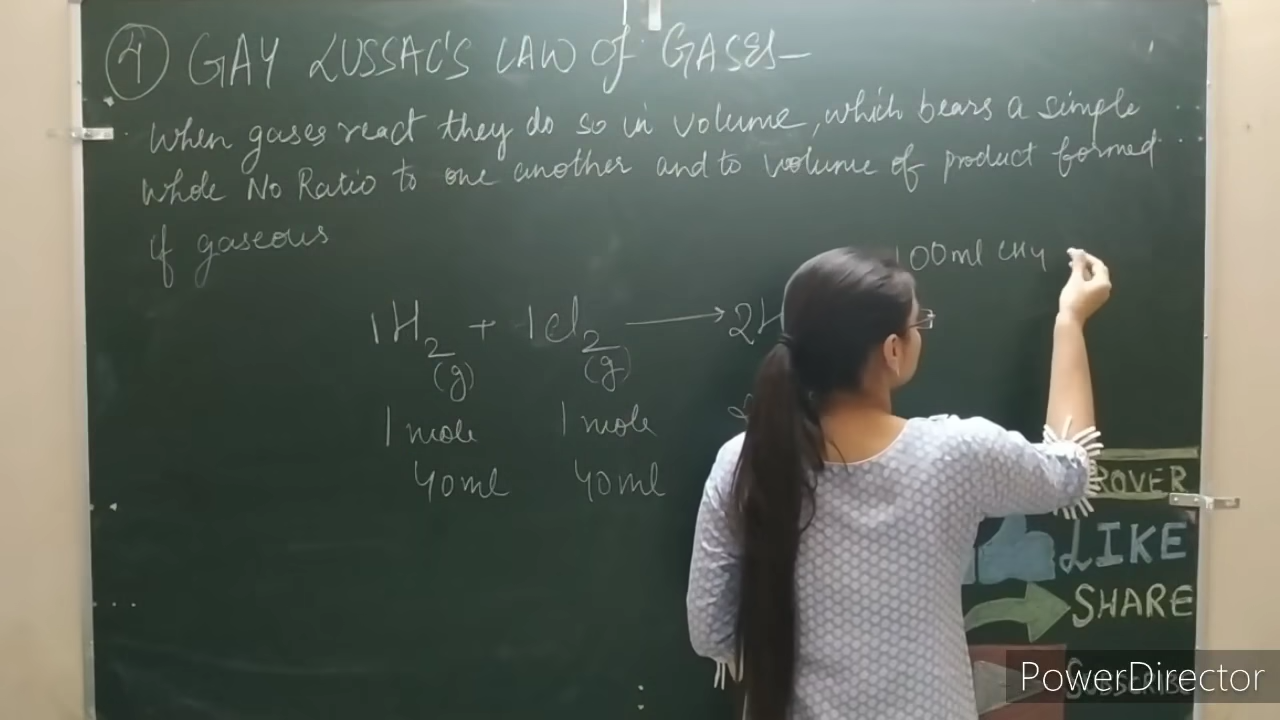 4 GAY LUSSAC'S LAW of GASES-
When gases react they do so in volume, which bears a simple
Whole No Ratio to one another and to volume of product formed
if gaseous
100ml CH4
1H2(g) + 1Cl2(g) → 2H
1 mole 1 mole
40ml 40ml
ROVER
LIKE
SHARE
SUBSCRIBE
PowerDirector